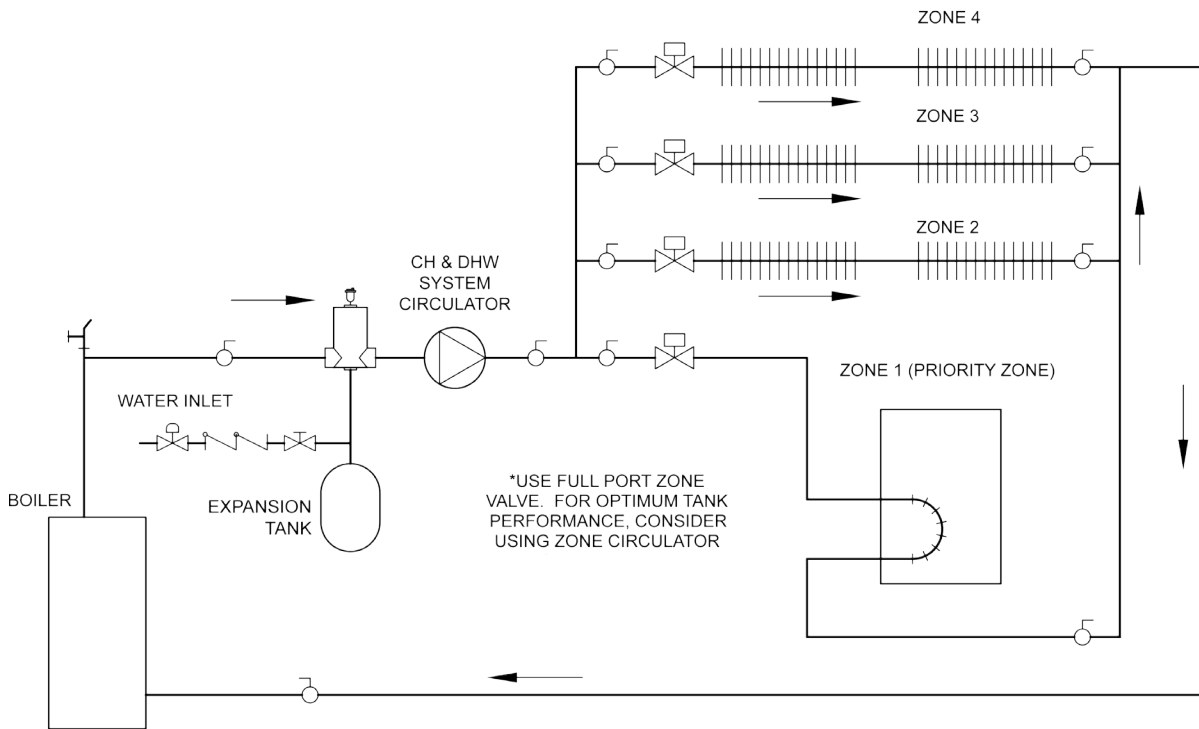 ZONE 4
ZONE 3
ZONE 2
CH & DHW
SYSTEM
CIRCULATOR
ZONE 1 (PRIORITY ZONE)
WATER INLET
*USE FULL PORT ZONE
VALVE. FOR OPTIMUM TANK
PERFORMANCE, CONSIDER
USING ZONE CIRCULATOR
BOILER
EXPANSION
TANK